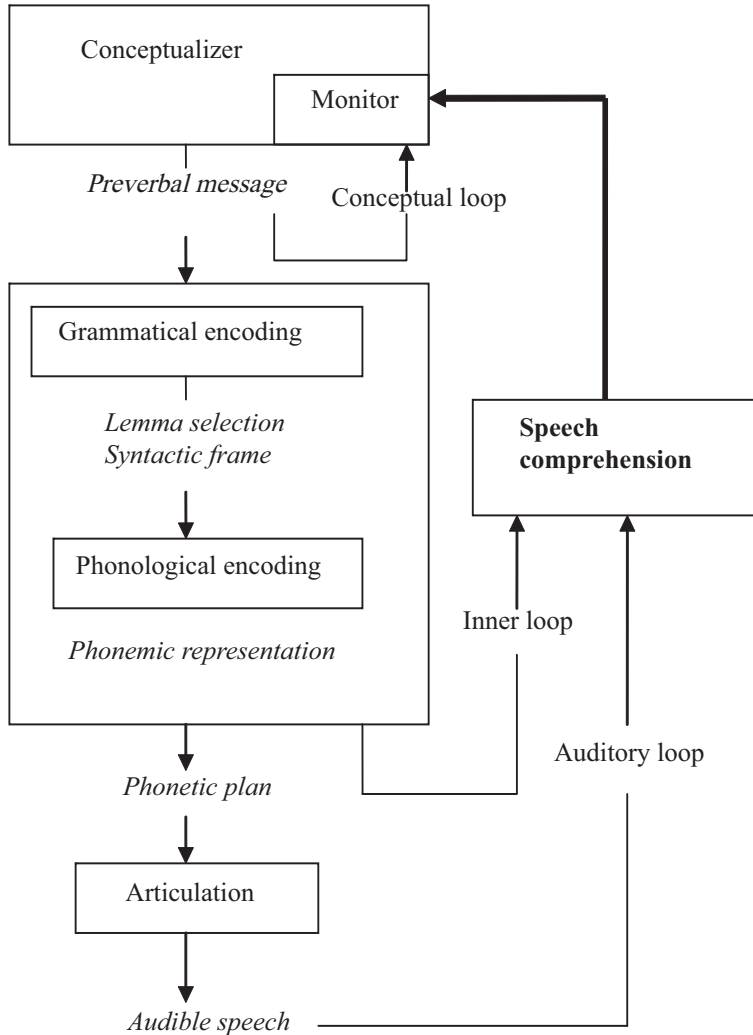 Conceptualizer
Monitor
Preverbal message
Conceptual loop
Grammatical encoding
Lemma selection
Syntactic frame
Speech
comprehension
Phonological encoding
Inner loop
Phonemic representation
Auditory loop
Phonetic plan
Articulation
Audible speech